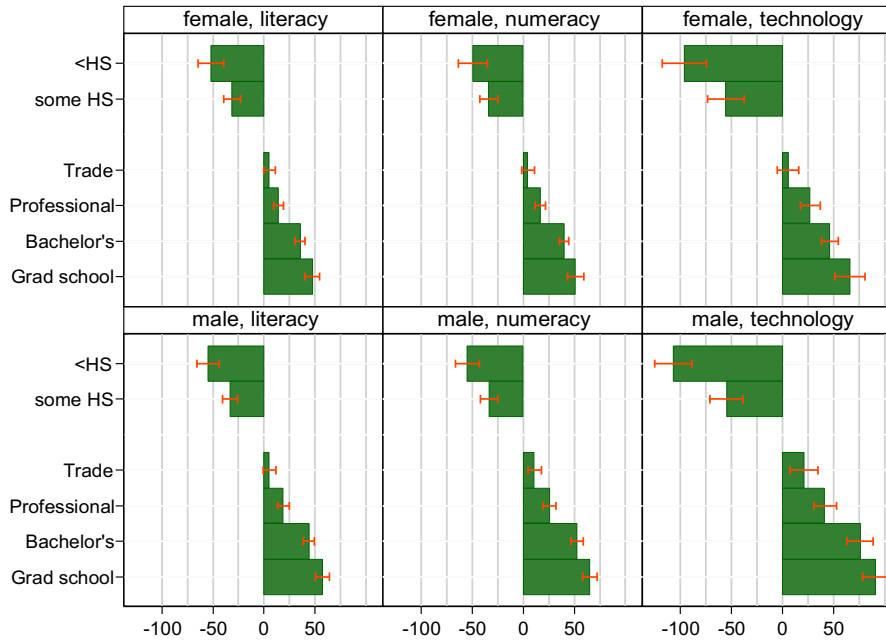 female, literacy female, numeracy female, technology
<HS
some HS
Trade
Professional
Bachelor's
Grad school
male, literacy male, numeracy male, technology
<HS
some HS
Trade
Professional
Bachelor's
Grad school
-100 -50 0 50 -100 -50 0 50 -100 -50 0 50